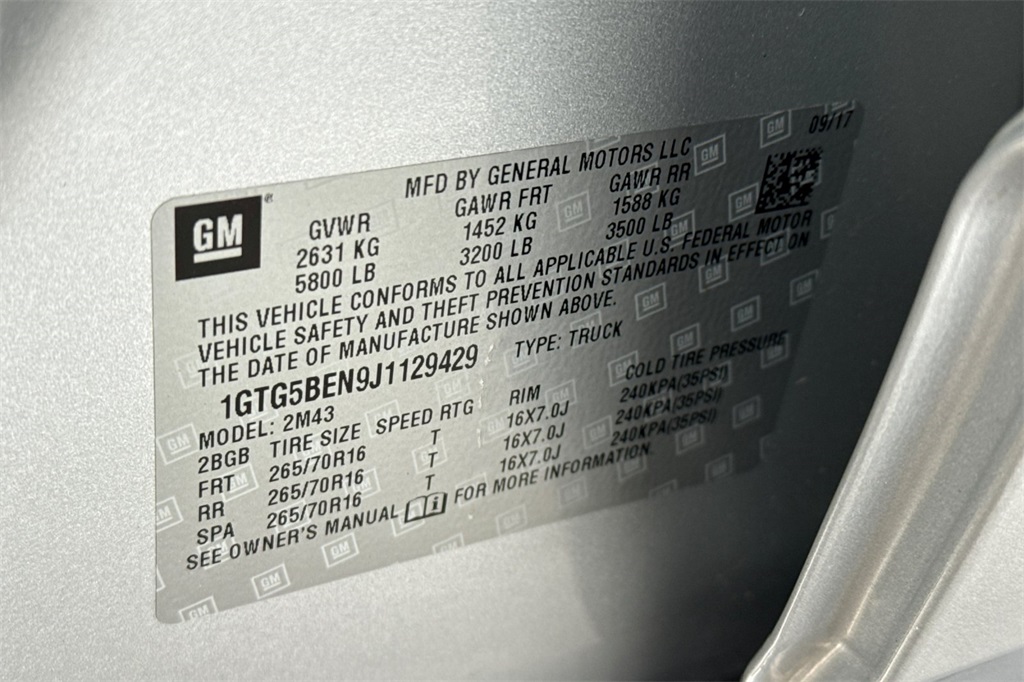 09/17
MFD BY GENERAL MOTORS LLC
GM®
GVWR GAWR FRT GAWR RR
2631 KG 1452 KG 1588 KG
5800 LB 3200 LB 3500 LB
THIS VEHICLE CONFORMS TO ALL APPLICABLE U.S. FEDERAL MOTOR
VEHICLE SAFETY AND THEFT PREVENTION STANDARDS IN EFFECT ON
THE DATE OF MANUFACTURE SHOWN ABOVE.
1GTG5BEN9J1129429 TYPE: TRUCK
MODEL: 2M43
2BGB TIRE SIZE SPEED RTG RIM COLD TIRE PRESSURE
FRT 265/70R16 T 16X7.0J 240KPA(35PSI)
RR 265/70R16 T 16X7.0J 240KPA(35PSI)
SPA 265/70R16 T 16X7.0J 240KPA(35PSI)
SEE OWNER'S MANUAL i FOR MORE INFORMATION.